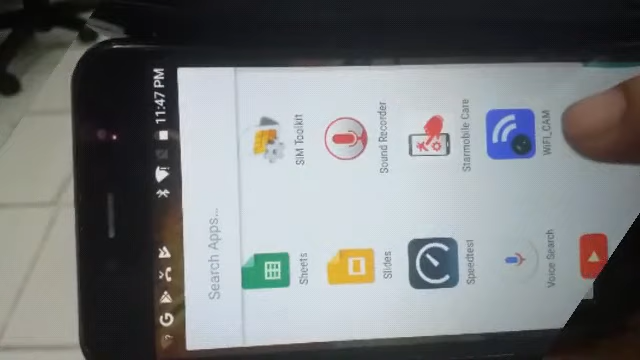 11:47 PM
Search Apps...
Sheets
SIM Toolkit
Slides
Sound Recorder
Speedtest
Starmobile Care
Voice Search
WIFI_CAM